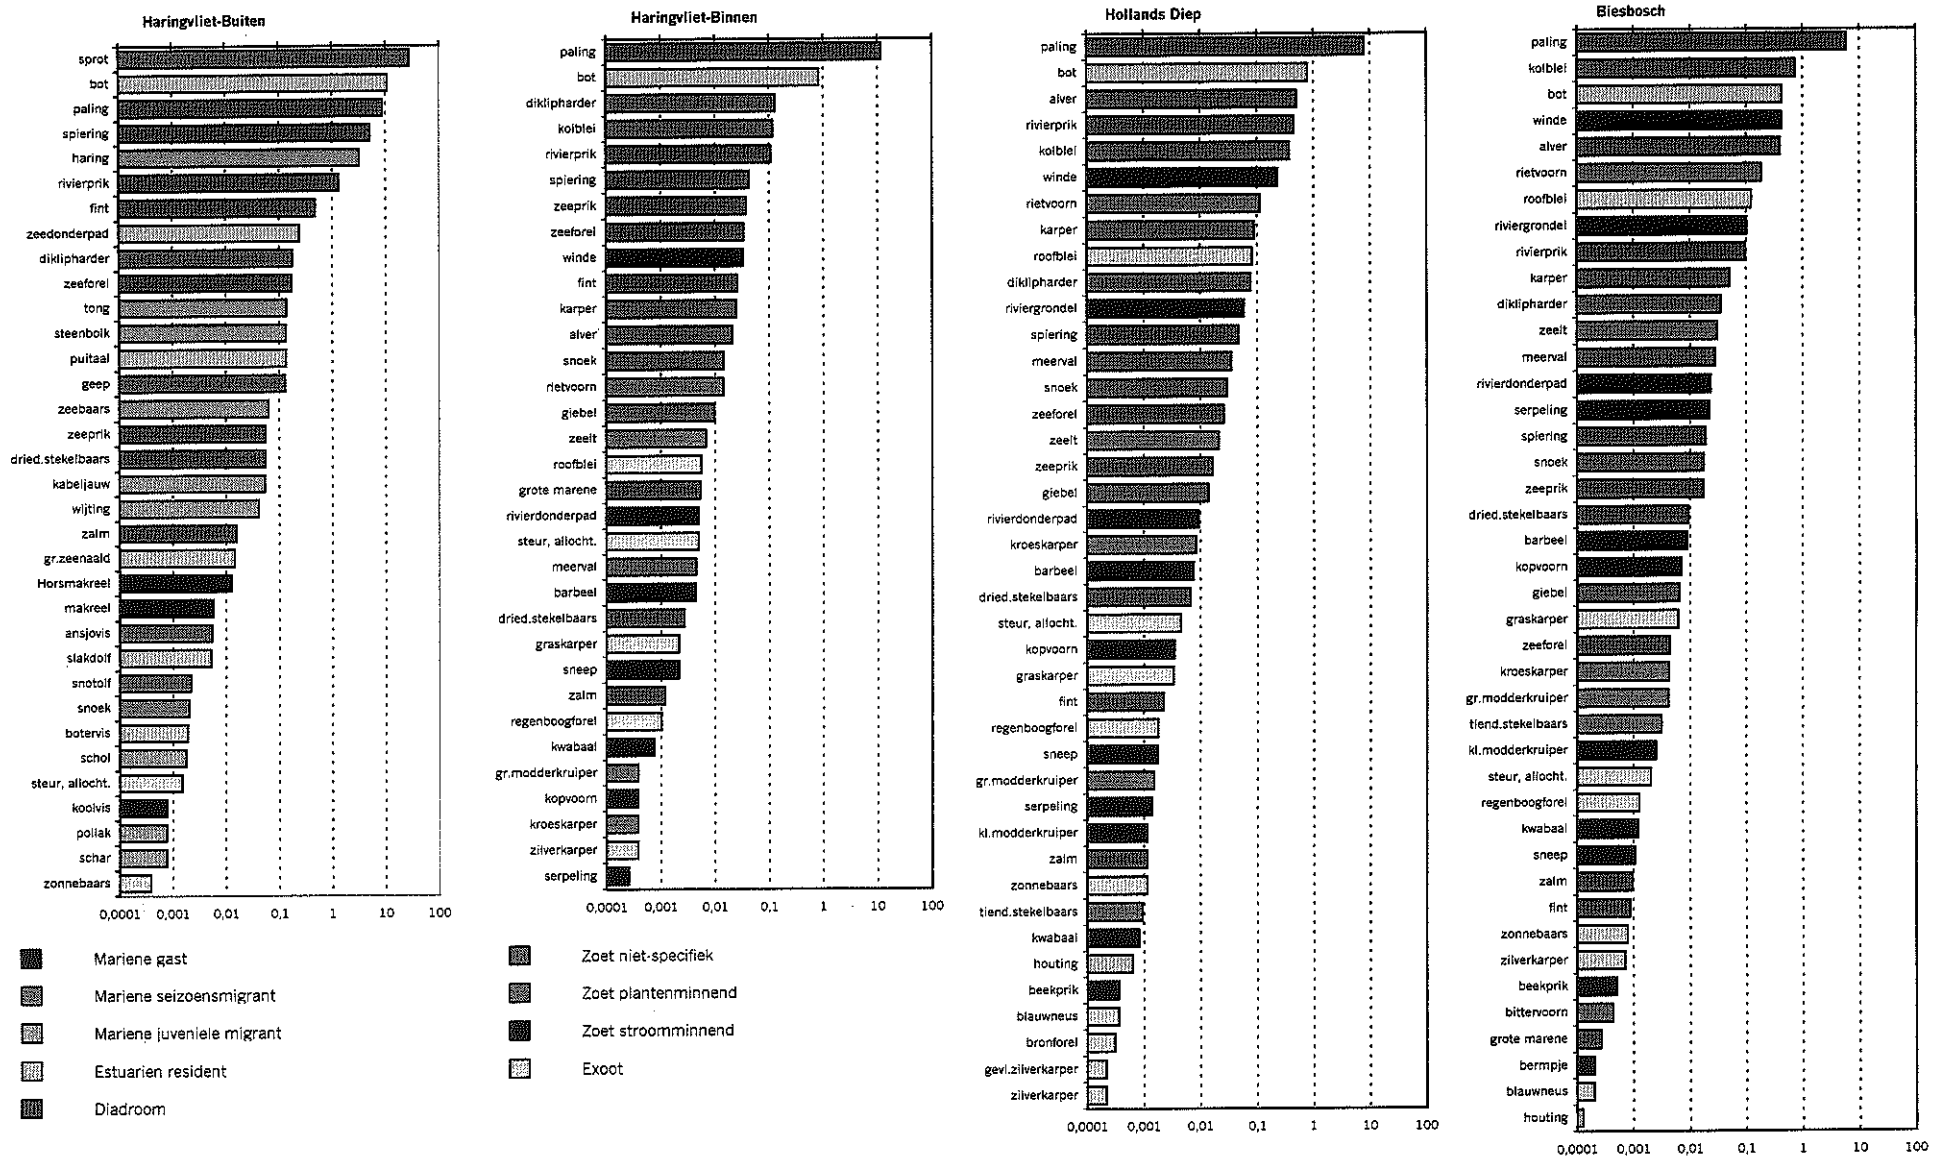 Haringvliet-Buiten
sprot
bot
paling
spiering
haring
rivierprik
fint
zeedonderpad
diklipharder
zeeforel
tong
steenbolk
puitaal
geep
zeebaars
zeeprik
dried.stekelbaars
kabeljauw
wijting
zalm
gr.zeenaald
Horsmakreel
makreel
ansjovis
slakdolf
snotolf
snoek
botervis
schol
steur, allocht.
koolvis
pollak
schar
zonnebaars
0,0001 0,001 0,01 0,1 1 10 100
Haringvliet-Binnen
paling
bot
diklipharder
kolblei
rivierprik
spiering
zeeprik
zeeforel
winde
fint
karper
alver
snoek
rietvoorn
giebel
zeelt
roofblei
grote marene
rivierdonderpad
steur, allocht.
meerval
barbeel
dried.stekelbaars
graskarper
sneep
zalm
regenboogforel
kwabaal
gr.modderkruiper
kopvoorn
kroeskarper
zilverkarper
serpeling
0,0001 0,001 0,01 0,1 1 10 100
Hollands Diep
paling
bot
alver
rivierprik
kolblei
winde
rietvoorn
karper
roofblei
diklipharder
riviergrondel
spiering
meerval
snoek
zeeforel
zeelt
zeeprik
giebel
rivierdonderpad
kroeskarper
barbeel
dried.stekelbaars
steur, allocht.
kopvoorn
graskarper
fint
regenboogforel
sneep
gr.modderkruiper
serpeling
kl.modderkruiper
zalm
zonnebaars
tiend.stekelbaars
kwabaal
houting
beekprik
blauwneus
bronforel
gevl.zilverkarper
zilverkarper
0,0001 0,001 0,01 0,1 1 10 100
Biesbosch
paling
kolblei
bot
winde
alver
rietvoorn
roofblei
riviergrondel
rivierprik
karper
diklipharder
zeelt
meerval
rivierdonderpad
serpeling
spiering
snoek
zeeprik
dried.stekelbaars
barbeel
kopvoorn
giebel
graskarper
zeeforel
kroeskarper
gr.modderkruiper
tiend.stekelbaars
kl.modderkruiper
steur, allocht.
regenboogforel
kwabaal
sneep
zalm
fint
zonnebaars
zilverkarper
beekprik
bittervoorn
grote marene
bermpje
blauwneus
houting
0,0001 0,001 0,01 0,1 1 10 100
Mariene gast
Mariene seizoensmigrant
Mariene juveniele migrant
Estuarien resident
Diadroom
Zoet niet-specifiek
Zoet plantenminnend
Zoet stroomminnend
Exoot